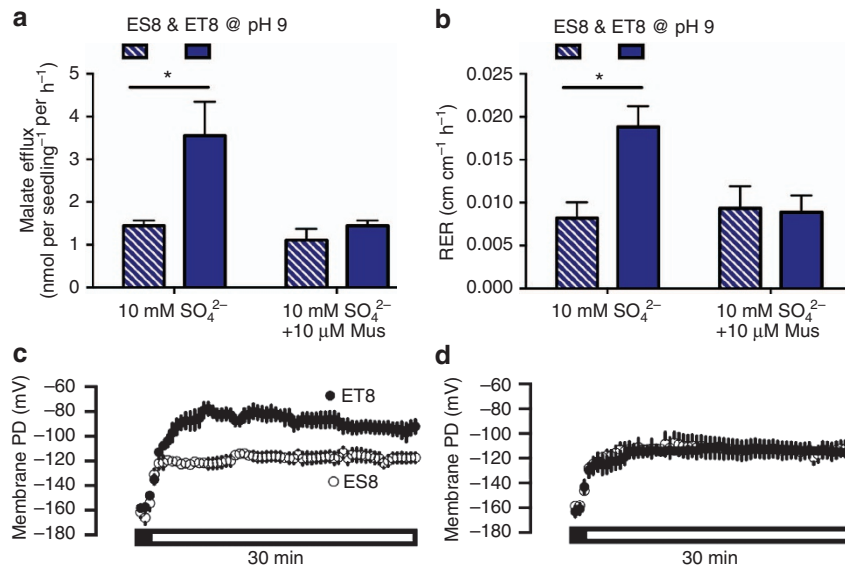 a
ES8 & ET8 @ pH 9
Malate efflux
(nmol per seedling⁻¹ per h⁻¹)
5
4
3
2
1
0
*
10 mM SO₄²⁻
10 mM SO₄²⁻
+10 μM Mus
b
ES8 & ET8 @ pH 9
RER (cm cm⁻¹ h⁻¹)
0.025
0.020
0.015
0.010
0.005
0.000
*
10 mM SO₄²⁻
10 mM SO₄²⁻
+10 μM Mus
c
Membrane PD (mV)
−60
−80
−100
−120
−140
−160
−180
ET8
ES8
30 min
d
Membrane PD (mV)
−60
−80
−100
−120
−140
−160
−180
30 min